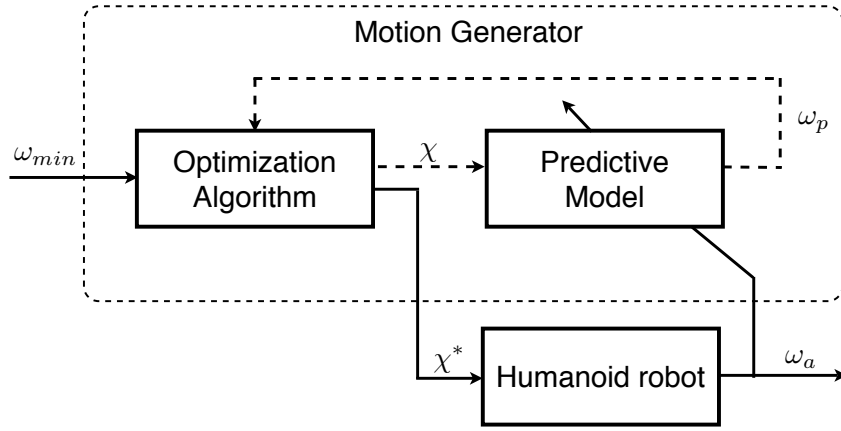 Motion Generator
ω_p
ω_min
Optimization
Algorithm
χ
Predictive
Model
χ*
Humanoid robot
ω_a